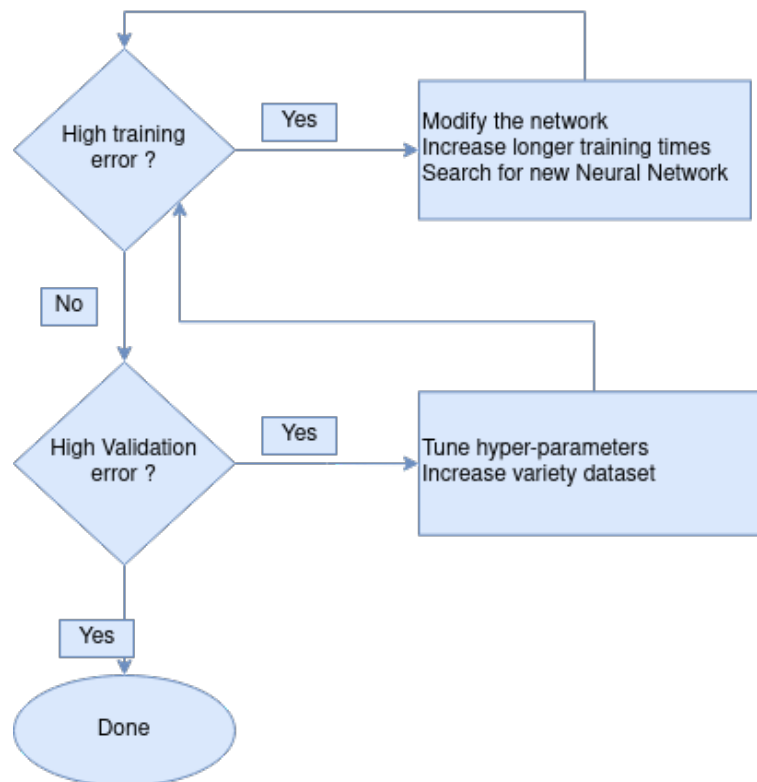 High training
error ?
Yes
Modify the network
Increase longer training times
Search for new Neural Network
No
High Validation
error ?
Yes
Tune hyper-parameters
Increase variety dataset
Yes
Done